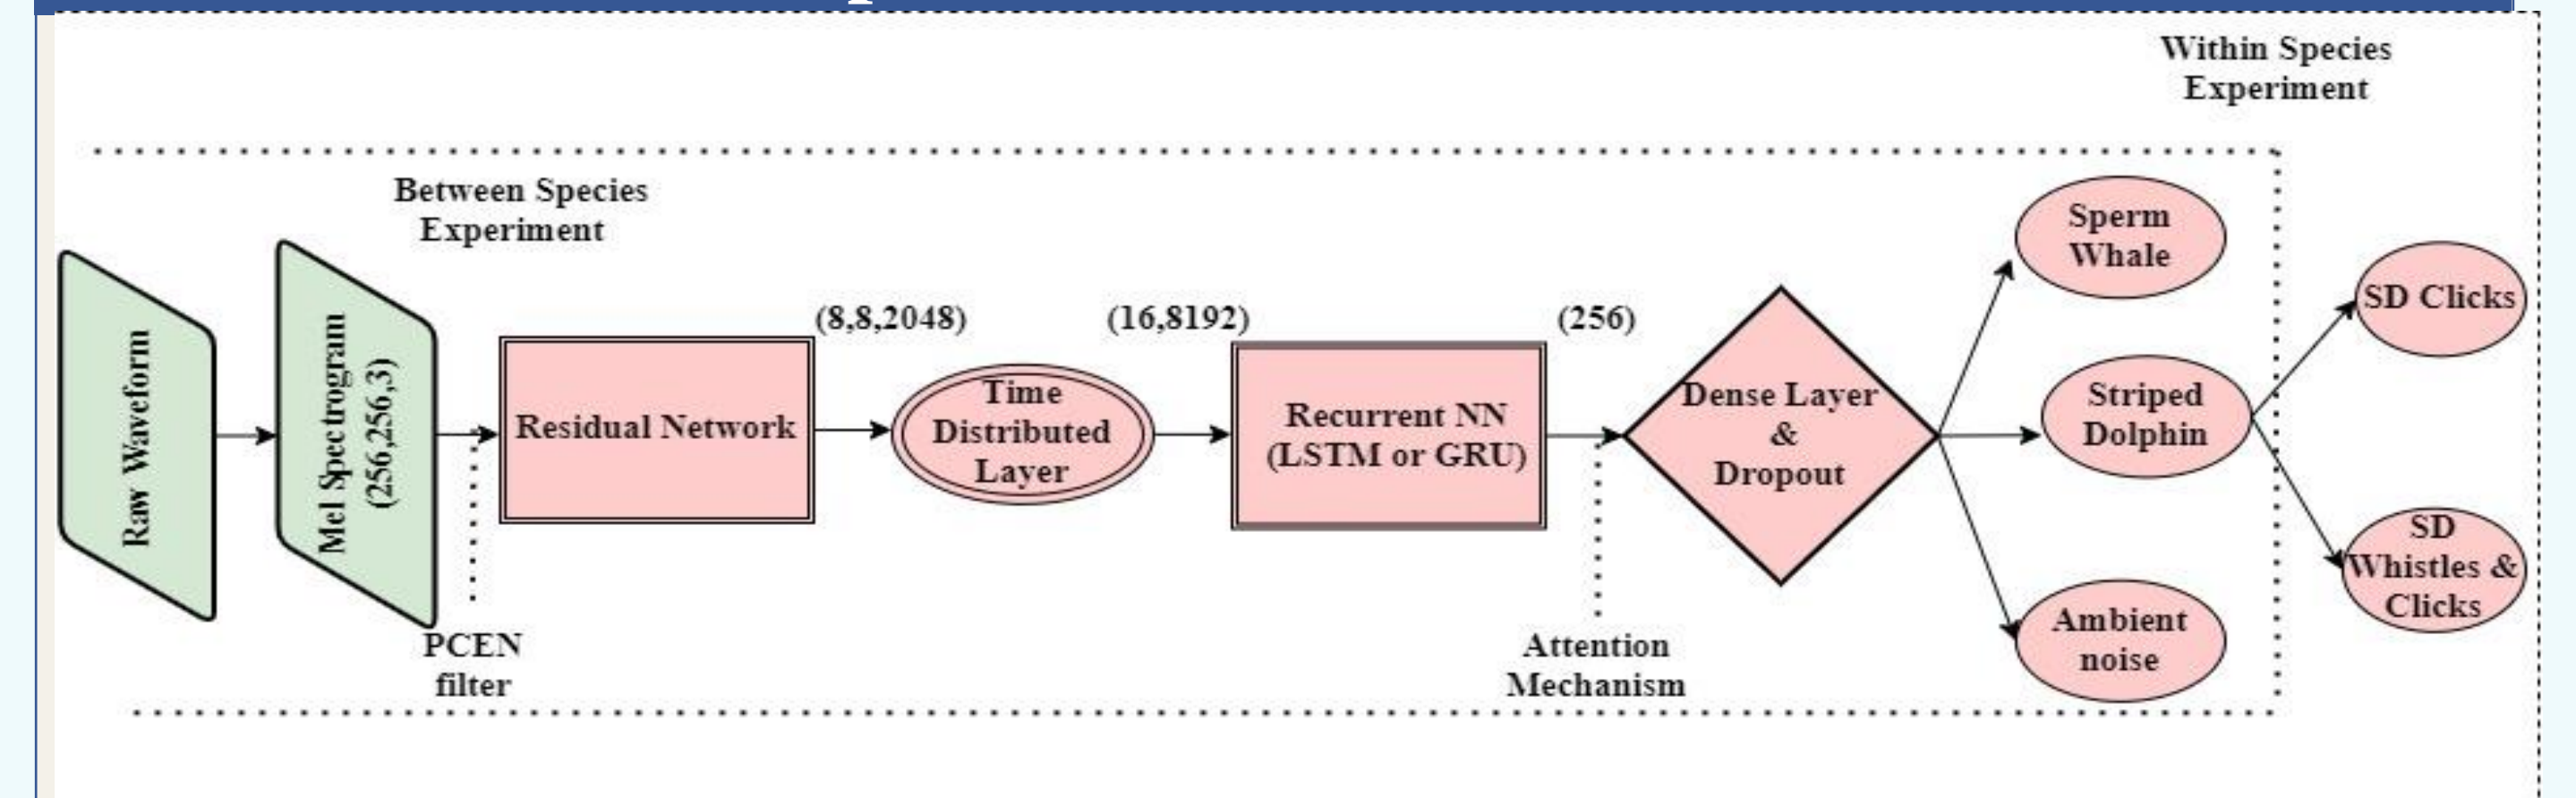 Within Species
Experiment
Between Species
Experiment
Raw Waveform
Mel Spectrogram
(256,256,3)
PCEN
filter
Residual Network
(8,8,2048)
Time
Distributed
Layer
(16,8192)
Recurrent NN
(LSTM or GRU)
(256)
Attention
Mechanism
Dense Layer
&
Dropout
Sperm
Whale
Striped
Dolphin
Ambient
noise
SD Clicks
SD
Whistles &
Clicks